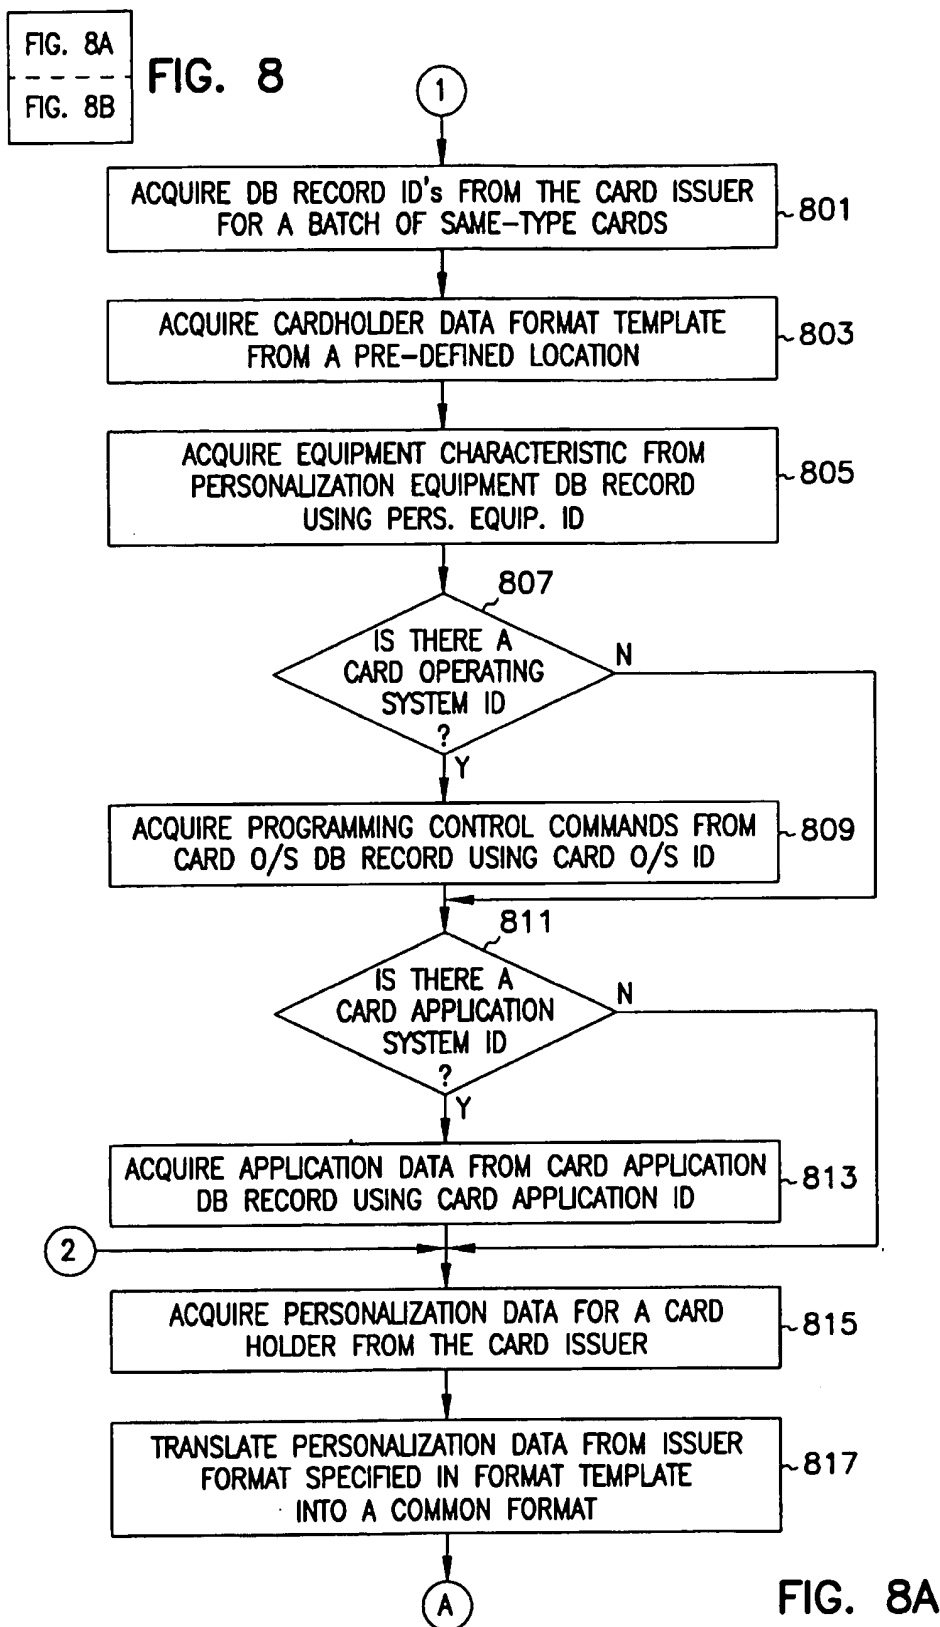 FIG. 8A
FIG. 8B
FIG. 8
1
ACQUIRE DB RECORD ID's FROM THE CARD ISSUER
FOR A BATCH OF SAME-TYPE CARDS
801
ACQUIRE CARDHOLDER DATA FORMAT TEMPLATE
FROM A PRE-DEFINED LOCATION
803
ACQUIRE EQUIPMENT CHARACTERISTIC FROM
PERSONALIZATION EQUIPMENT DB RECORD
USING PERS. EQUIP. ID
805
807
IS THERE A
CARD OPERATING
SYSTEM ID
?
N
Y
ACQUIRE PROGRAMMING CONTROL COMMANDS FROM
CARD O/S DB RECORD USING CARD O/S ID
809
811
IS THERE A
CARD APPLICATION
SYSTEM ID
?
N
Y
ACQUIRE APPLICATION DATA FROM CARD APPLICATION
DB RECORD USING CARD APPLICATION ID
813
2
ACQUIRE PERSONALIZATION DATA FOR A CARD
HOLDER FROM THE CARD ISSUER
815
TRANSLATE PERSONALIZATION DATA FROM ISSUER
FORMAT SPECIFIED IN FORMAT TEMPLATE
INTO A COMMON FORMAT
817
A
FIG. 8A